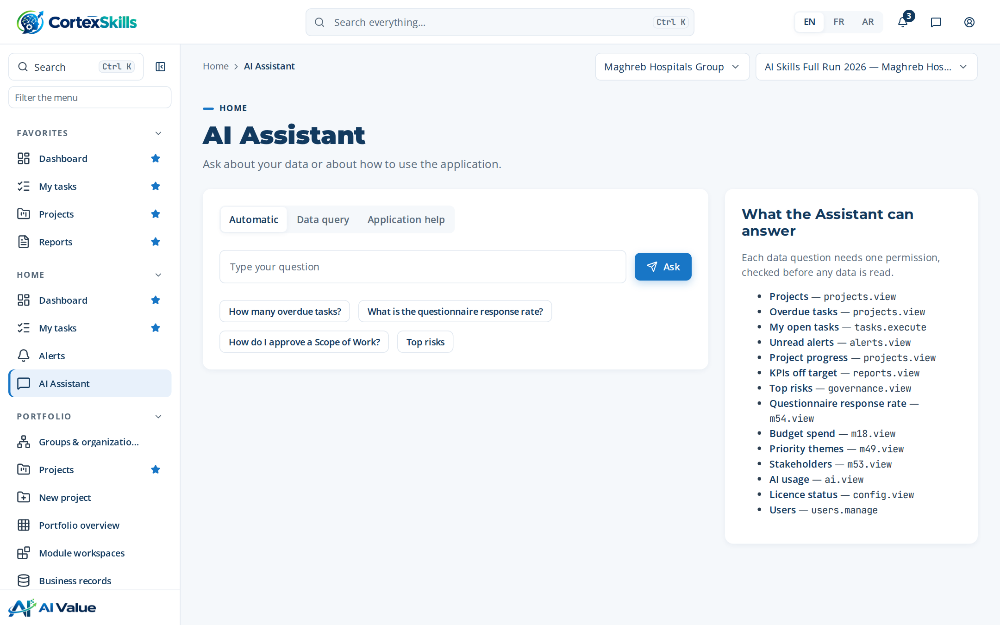 CortexSkills
Search everything...
Ctrl K
EN
FR
AR
3
Search
Ctrl K
Filter the menu
FAVORITES
Dashboard
My tasks
Projects
Reports
HOME
Dashboard
My tasks
Alerts
AI Assistant
PORTFOLIO
Groups & organizatio...
Projects
New project
Portfolio overview
Module workspaces
Business records
AI AI Value
Home > AI Assistant
Maghreb Hospitals Group
AI Skills Full Run 2026 — Maghreb Hos...
HOME
AI Assistant
Ask about your data or about how to use the application.
Automatic
Data query
Application help
Type your question
Ask
How many overdue tasks?
What is the questionnaire response rate?
How do I approve a Scope of Work?
Top risks
What the Assistant can
answer
Each data question needs one permission,
checked before any data is read.
• Projects — projects.view
• Overdue tasks — projects.view
• My open tasks — tasks.execute
• Unread alerts — alerts.view
• Project progress — projects.view
• KPIs off target — reports.view
• Top risks — governance.view
• Questionnaire response rate —
m54.view
• Budget spend — m18.view
• Priority themes — m49.view
• Stakeholders — m53.view
• AI usage — ai.view
• Licence status — config.view
• Users — users.manage